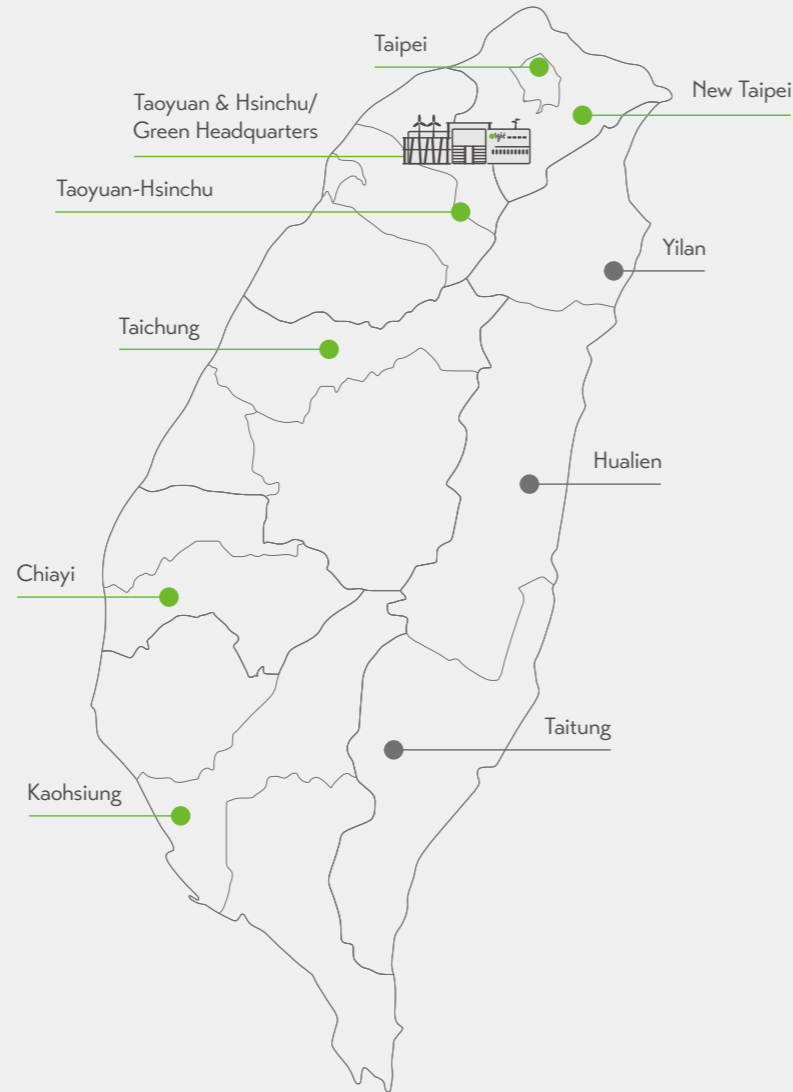 Taipei
New Taipei
Taoyuan & Hsinchu/
Green Headquarters
Taoyuan-Hsinchu
Yilan
Taichung
Hualien
Chiayi
Taitung
Kaohsiung